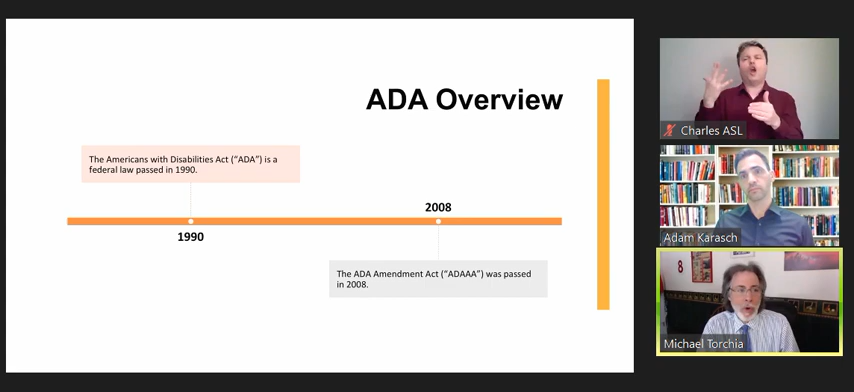 ADA Overview
The Americans with Disabilities Act (“ADA”) is a
federal law passed in 1990.
2008
1990
The ADA Amendment Act (“ADAAA”) was passed
in 2008.
Charles ASL
Adam Karasch
8
Michael Torchia